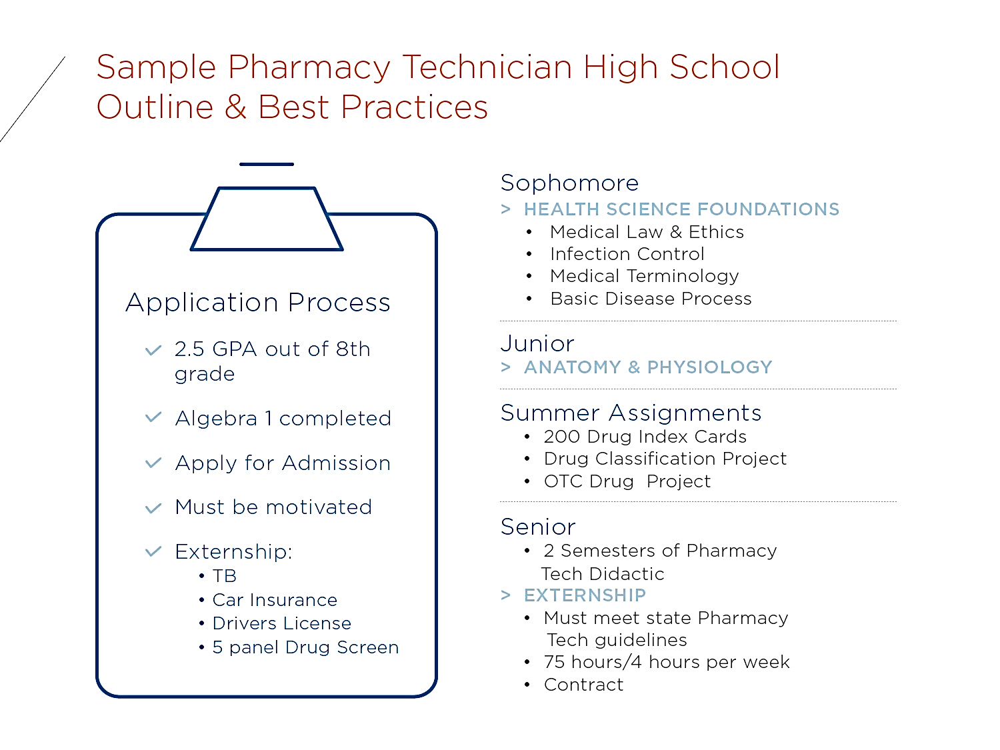 Sample Pharmacy Technician High School
Outline & Best Practices
Application Process
2.5 GPA out of 8th
grade
Algebra 1 completed
Apply for Admission
Must be motivated
Externship:
• TB
• Car Insurance
• Drivers License
• 5 panel Drug Screen
Sophomore
> HEALTH SCIENCE FOUNDATIONS
• Medical Law & Ethics
• Infection Control
• Medical Terminology
• Basic Disease Process
Junior
> ANATOMY & PHYSIOLOGY
Summer Assignments
• 200 Drug Index Cards
• Drug Classification Project
• OTC Drug  Project
Senior
• 2 Semesters of Pharmacy
Tech Didactic
> EXTERNSHIP
• Must meet state Pharmacy
Tech guidelines
• 75 hours/4 hours per week
• Contract